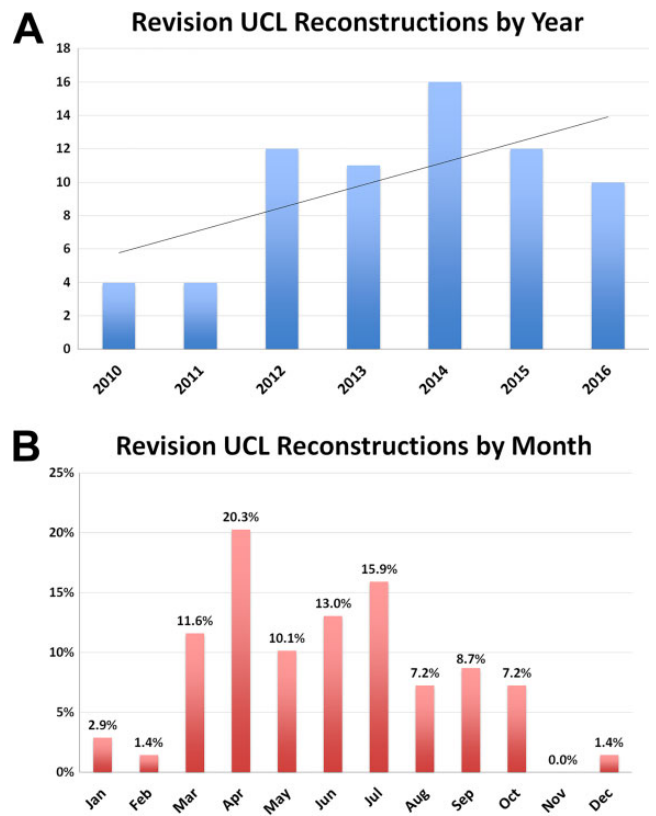 A
Revision UCL Reconstructions by Year
18
16
14
12
10
8
6
4
2
0
2010 2011 2012 2013 2014 2015 2016
B
Revision UCL Reconstructions by Month
25%
20%
15%
10%
5%
0%
2.9% 1.4% 11.6% 20.3% 10.1% 13.0% 15.9% 7.2% 8.7% 7.2% 0.0% 1.4%
Jan Feb Mar Apr May Jun Jul Aug Sep Oct Nov Dec